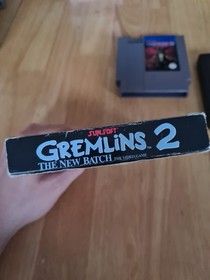 SUNSOFT
GREMLINS 2
THE NEW BATCH THE VIDEO GAME